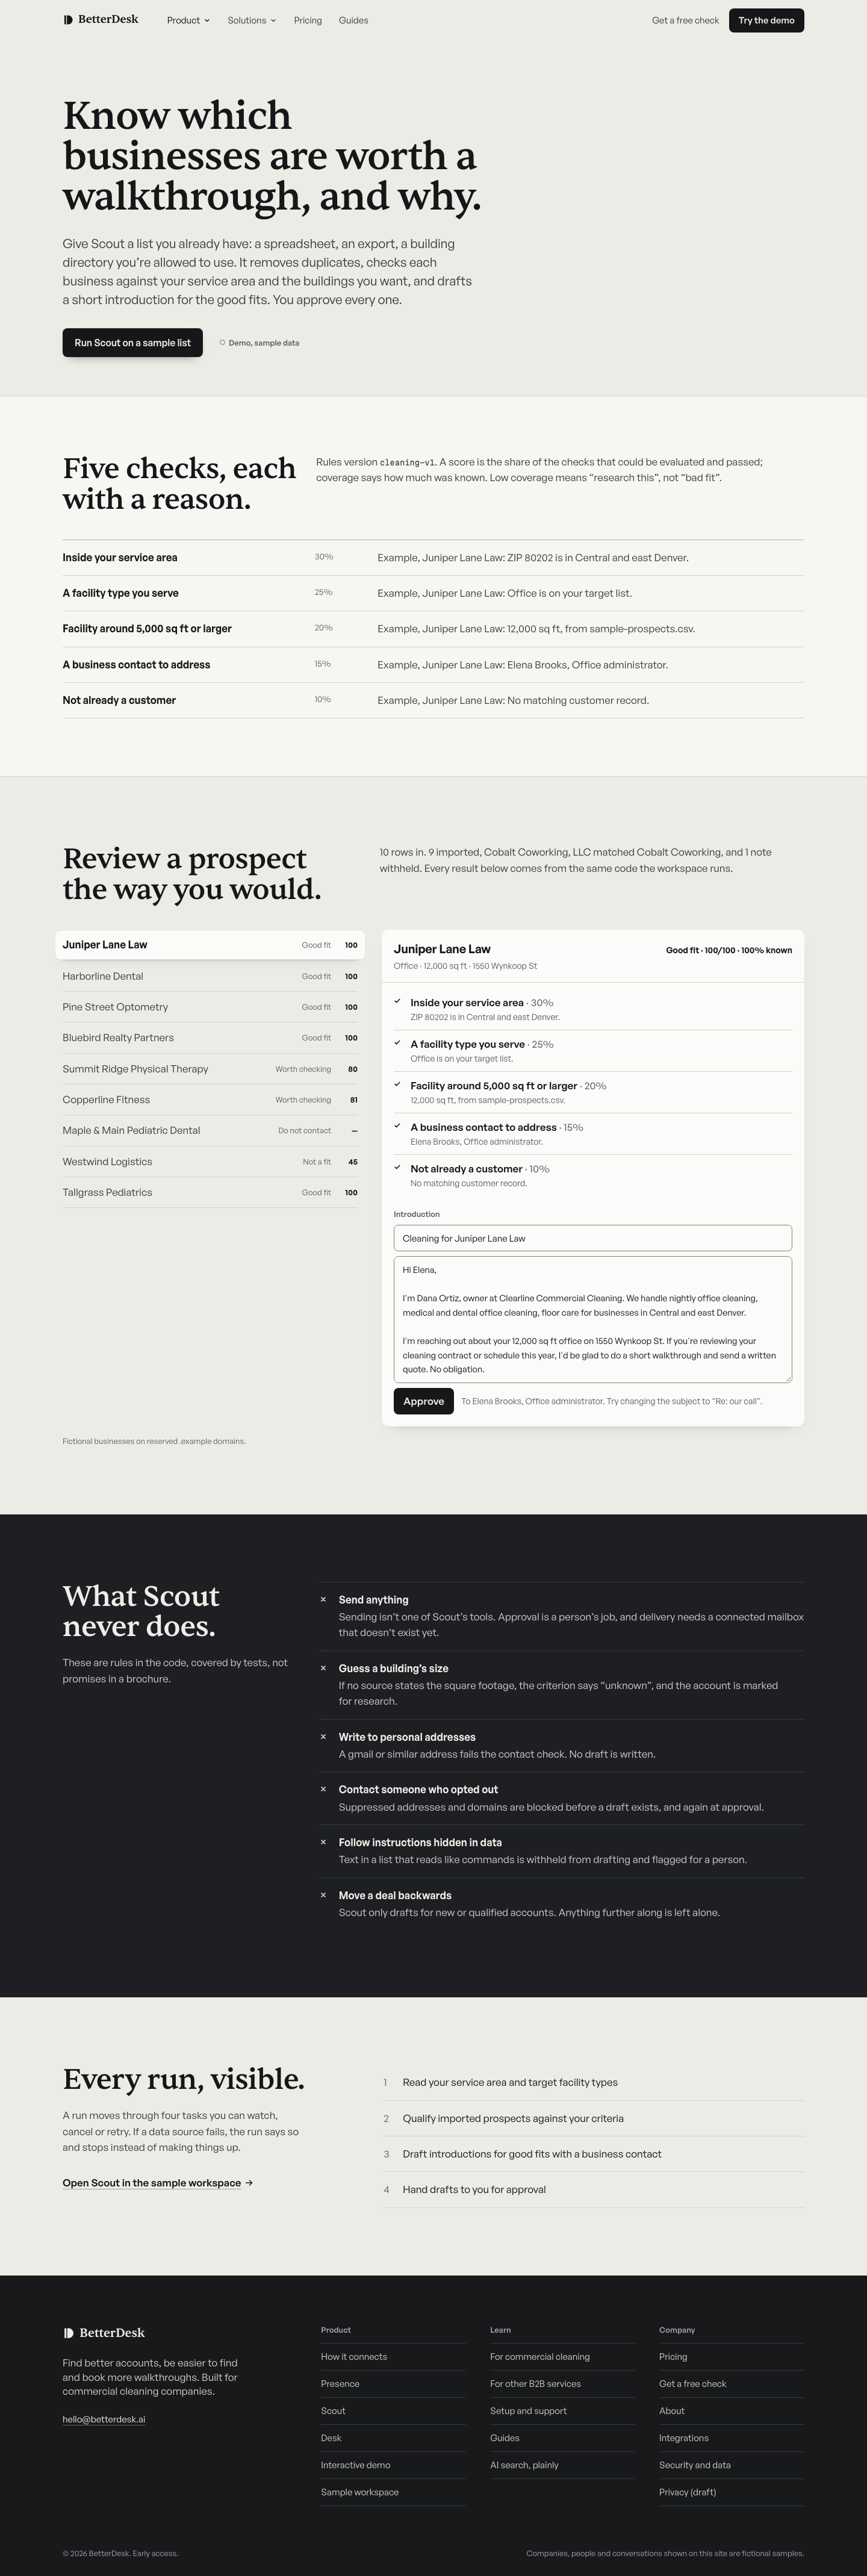 BetterDesk
Product
Solutions
Pricing
Guides
Get a free check
Try the demo
Know which
businesses are worth a
walkthrough, and why.
Give Scout a list you already have: a spreadsheet, an export, a building
directory you’re allowed to use. It removes duplicates, checks each
business against your service area and the buildings you want, and drafts
a short introduction for the good fits. You approve every one.
Run Scout on a sample list
Demo, sample data
Five checks, each
with a reason.
Rules version cleaning-v1. A score is the share of the checks that could be evaluated and passed;
coverage says how much was known. Low coverage means “research this”, not “bad fit”.
Inside your service area 30% Example, Juniper Lane Law: ZIP 80202 is in Central and east Denver.
A facility type you serve 25% Example, Juniper Lane Law: Office is on your target list.
Facility around 5,000 sq ft or larger 20% Example, Juniper Lane Law: 12,000 sq ft, from sample-prospects.csv.
A business contact to address 15% Example, Juniper Lane Law: Elena Brooks, Office administrator.
Not already a customer 10% Example, Juniper Lane Law: No matching customer record.
Review a prospect
the way you would.
10 rows in. 9 imported, Cobalt Coworking, LLC matched Cobalt Coworking, and 1 note
withheld. Every result below comes from the same code the workspace runs.
Juniper Lane Law Good fit 100
Harborline Dental Good fit 100
Pine Street Optometry Good fit 100
Bluebird Realty Partners Good fit 100
Summit Ridge Physical Therapy Worth checking 80
Copperline Fitness Worth checking 81
Maple & Main Pediatric Dental Do not contact —
Westwind Logistics Not a fit 45
Tallgrass Pediatrics Good fit 100
Juniper Lane Law
Good fit · 100/100 · 100% known
Office · 12,000 sq ft · 1550 Wynkoop St
Inside your service area · 30%
ZIP 80202 is in Central and east Denver.
A facility type you serve · 25%
Office is on your target list.
Facility around 5,000 sq ft or larger · 20%
12,000 sq ft, from sample-prospects.csv.
A business contact to address · 15%
Elena Brooks, Office administrator.
Not already a customer · 10%
No matching customer record.
Introduction
Cleaning for Juniper Lane Law
Hi Elena,
I'm Dana Ortiz, owner at Clearline Commercial Cleaning. We handle nightly office cleaning,
medical and dental office cleaning, floor care for businesses in Central and east Denver.
I'm reaching out about your 12,000 sq ft office on 1550 Wynkoop St. If you're reviewing your
cleaning contract or schedule this year, I'd be glad to do a short walkthrough and send a written
quote. No obligation.
Approve
To Elena Brooks, Office administrator. Try changing the subject to “Re: our call”.
Fictional businesses on reserved .example domains.
What Scout
never does.
These are rules in the code, covered by tests, not
promises in a brochure.
Send anything
Sending isn’t one of Scout’s tools. Approval is a person’s job, and delivery needs a connected mailbox
that doesn’t exist yet.
Guess a building’s size
If no source states the square footage, the criterion says “unknown”, and the account is marked
for research.
Write to personal addresses
A gmail or similar address fails the contact check. No draft is written.
Contact someone who opted out
Suppressed addresses and domains are blocked before a draft exists, and again at approval.
Follow instructions hidden in data
Text in a list that reads like commands is withheld from drafting and flagged for a person.
Move a deal backwards
Scout only drafts for new or qualified accounts. Anything further along is left alone.
Every run, visible.
A run moves through four tasks you can watch,
cancel or retry. If a data source fails, the run says so
and stops instead of making things up.
Open Scout in the sample workspace →
1 Read your service area and target facility types
2 Qualify imported prospects against your criteria
3 Draft introductions for good fits with a business contact
4 Hand drafts to you for approval
BetterDesk
Find better accounts, be easier to find
and book more walkthroughs. Built for
commercial cleaning companies.
hello@betterdesk.ai
Product
How it connects
Presence
Scout
Desk
Interactive demo
Sample workspace
Learn
For commercial cleaning
For other B2B services
Setup and support
Guides
AI search, plainly
Company
Pricing
Get a free check
About
Integrations
Security and data
Privacy (draft)
© 2026 BetterDesk. Early access.
Companies, people and conversations shown on this site are fictional samples.